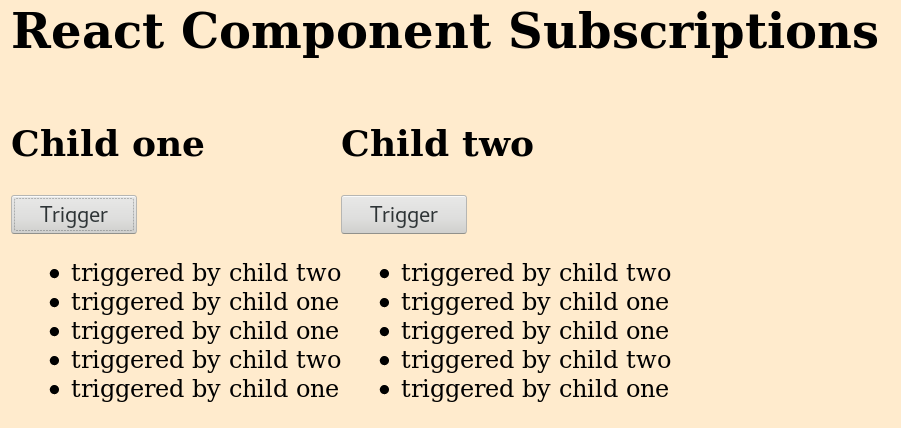 React Component Subscriptions
Child one
Child two
Trigger
Trigger
• triggered by child two
• triggered by child one
• triggered by child one
• triggered by child two
• triggered by child one
• triggered by child two
• triggered by child one
• triggered by child one
• triggered by child two
• triggered by child one